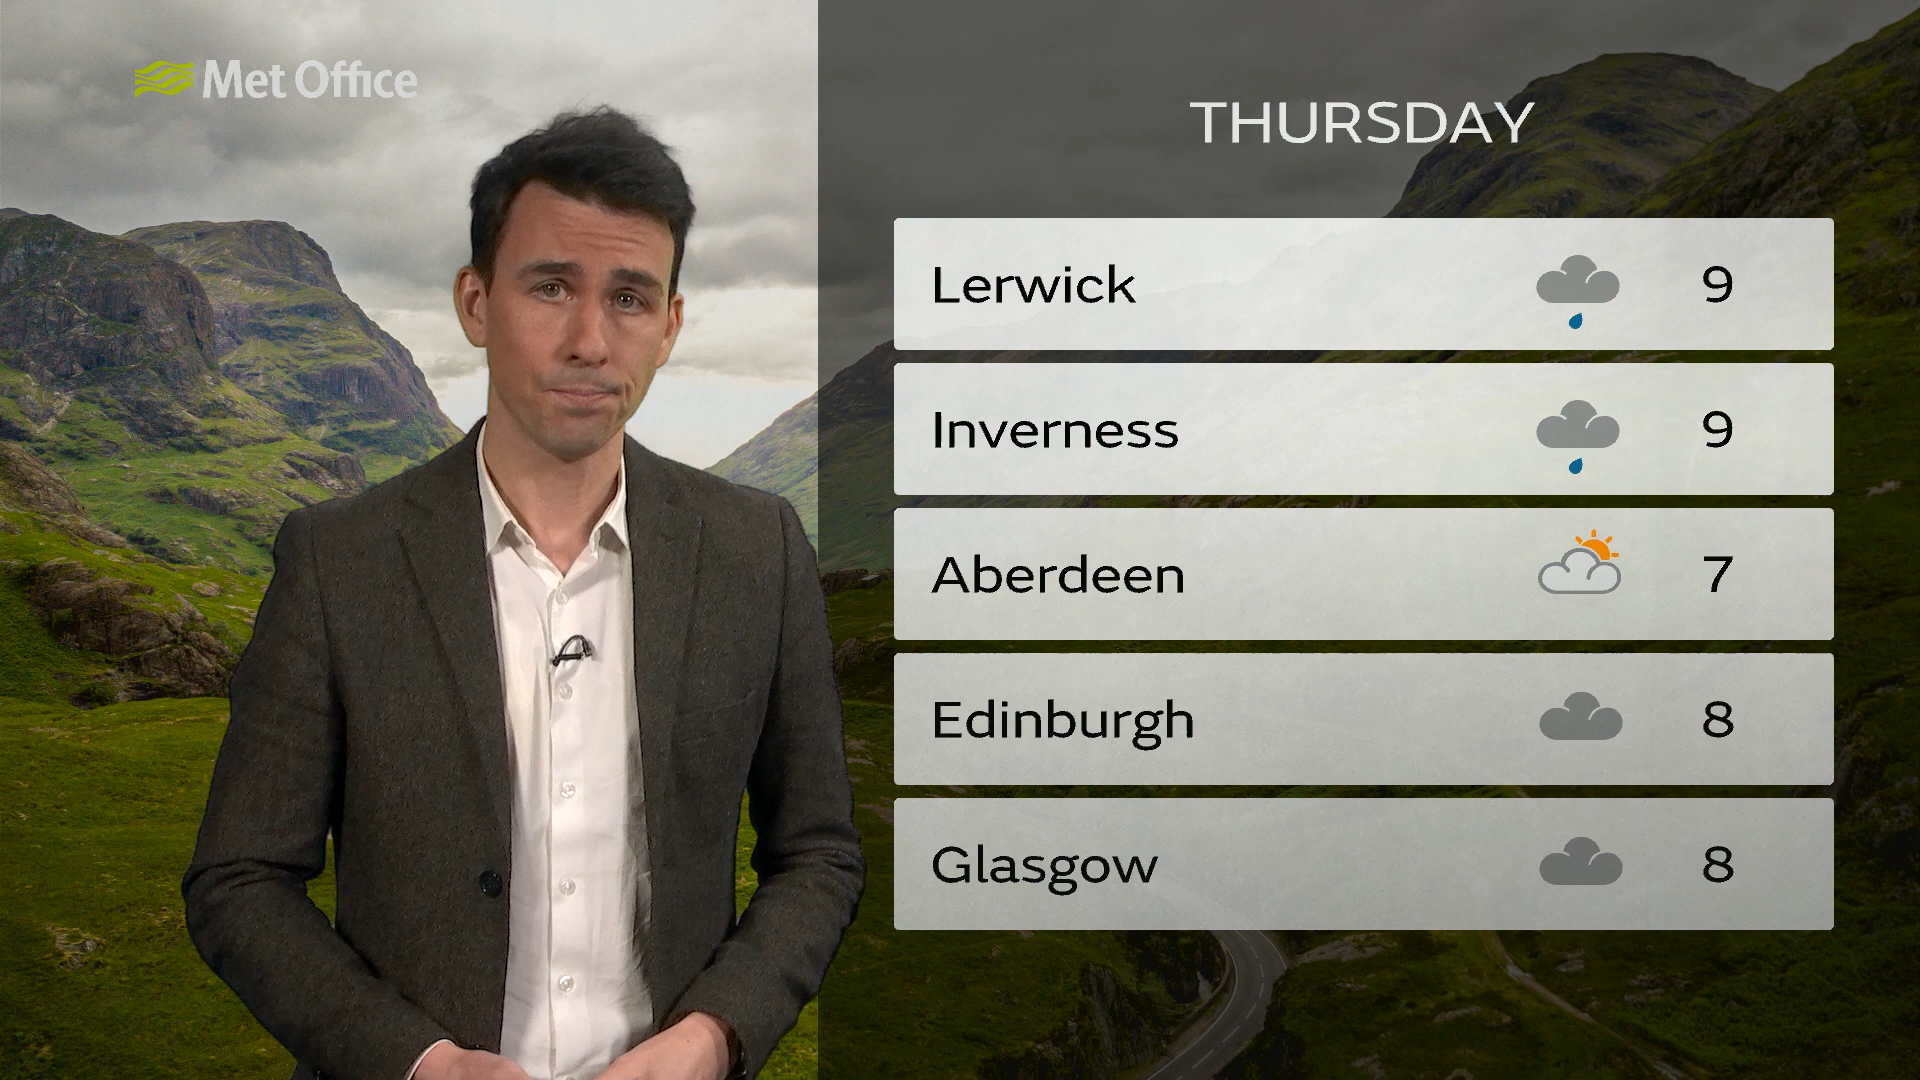 Met Office
THURSDAY
Lerwick 9
Inverness 9
Aberdeen 7
Edinburgh 8
Glasgow 8